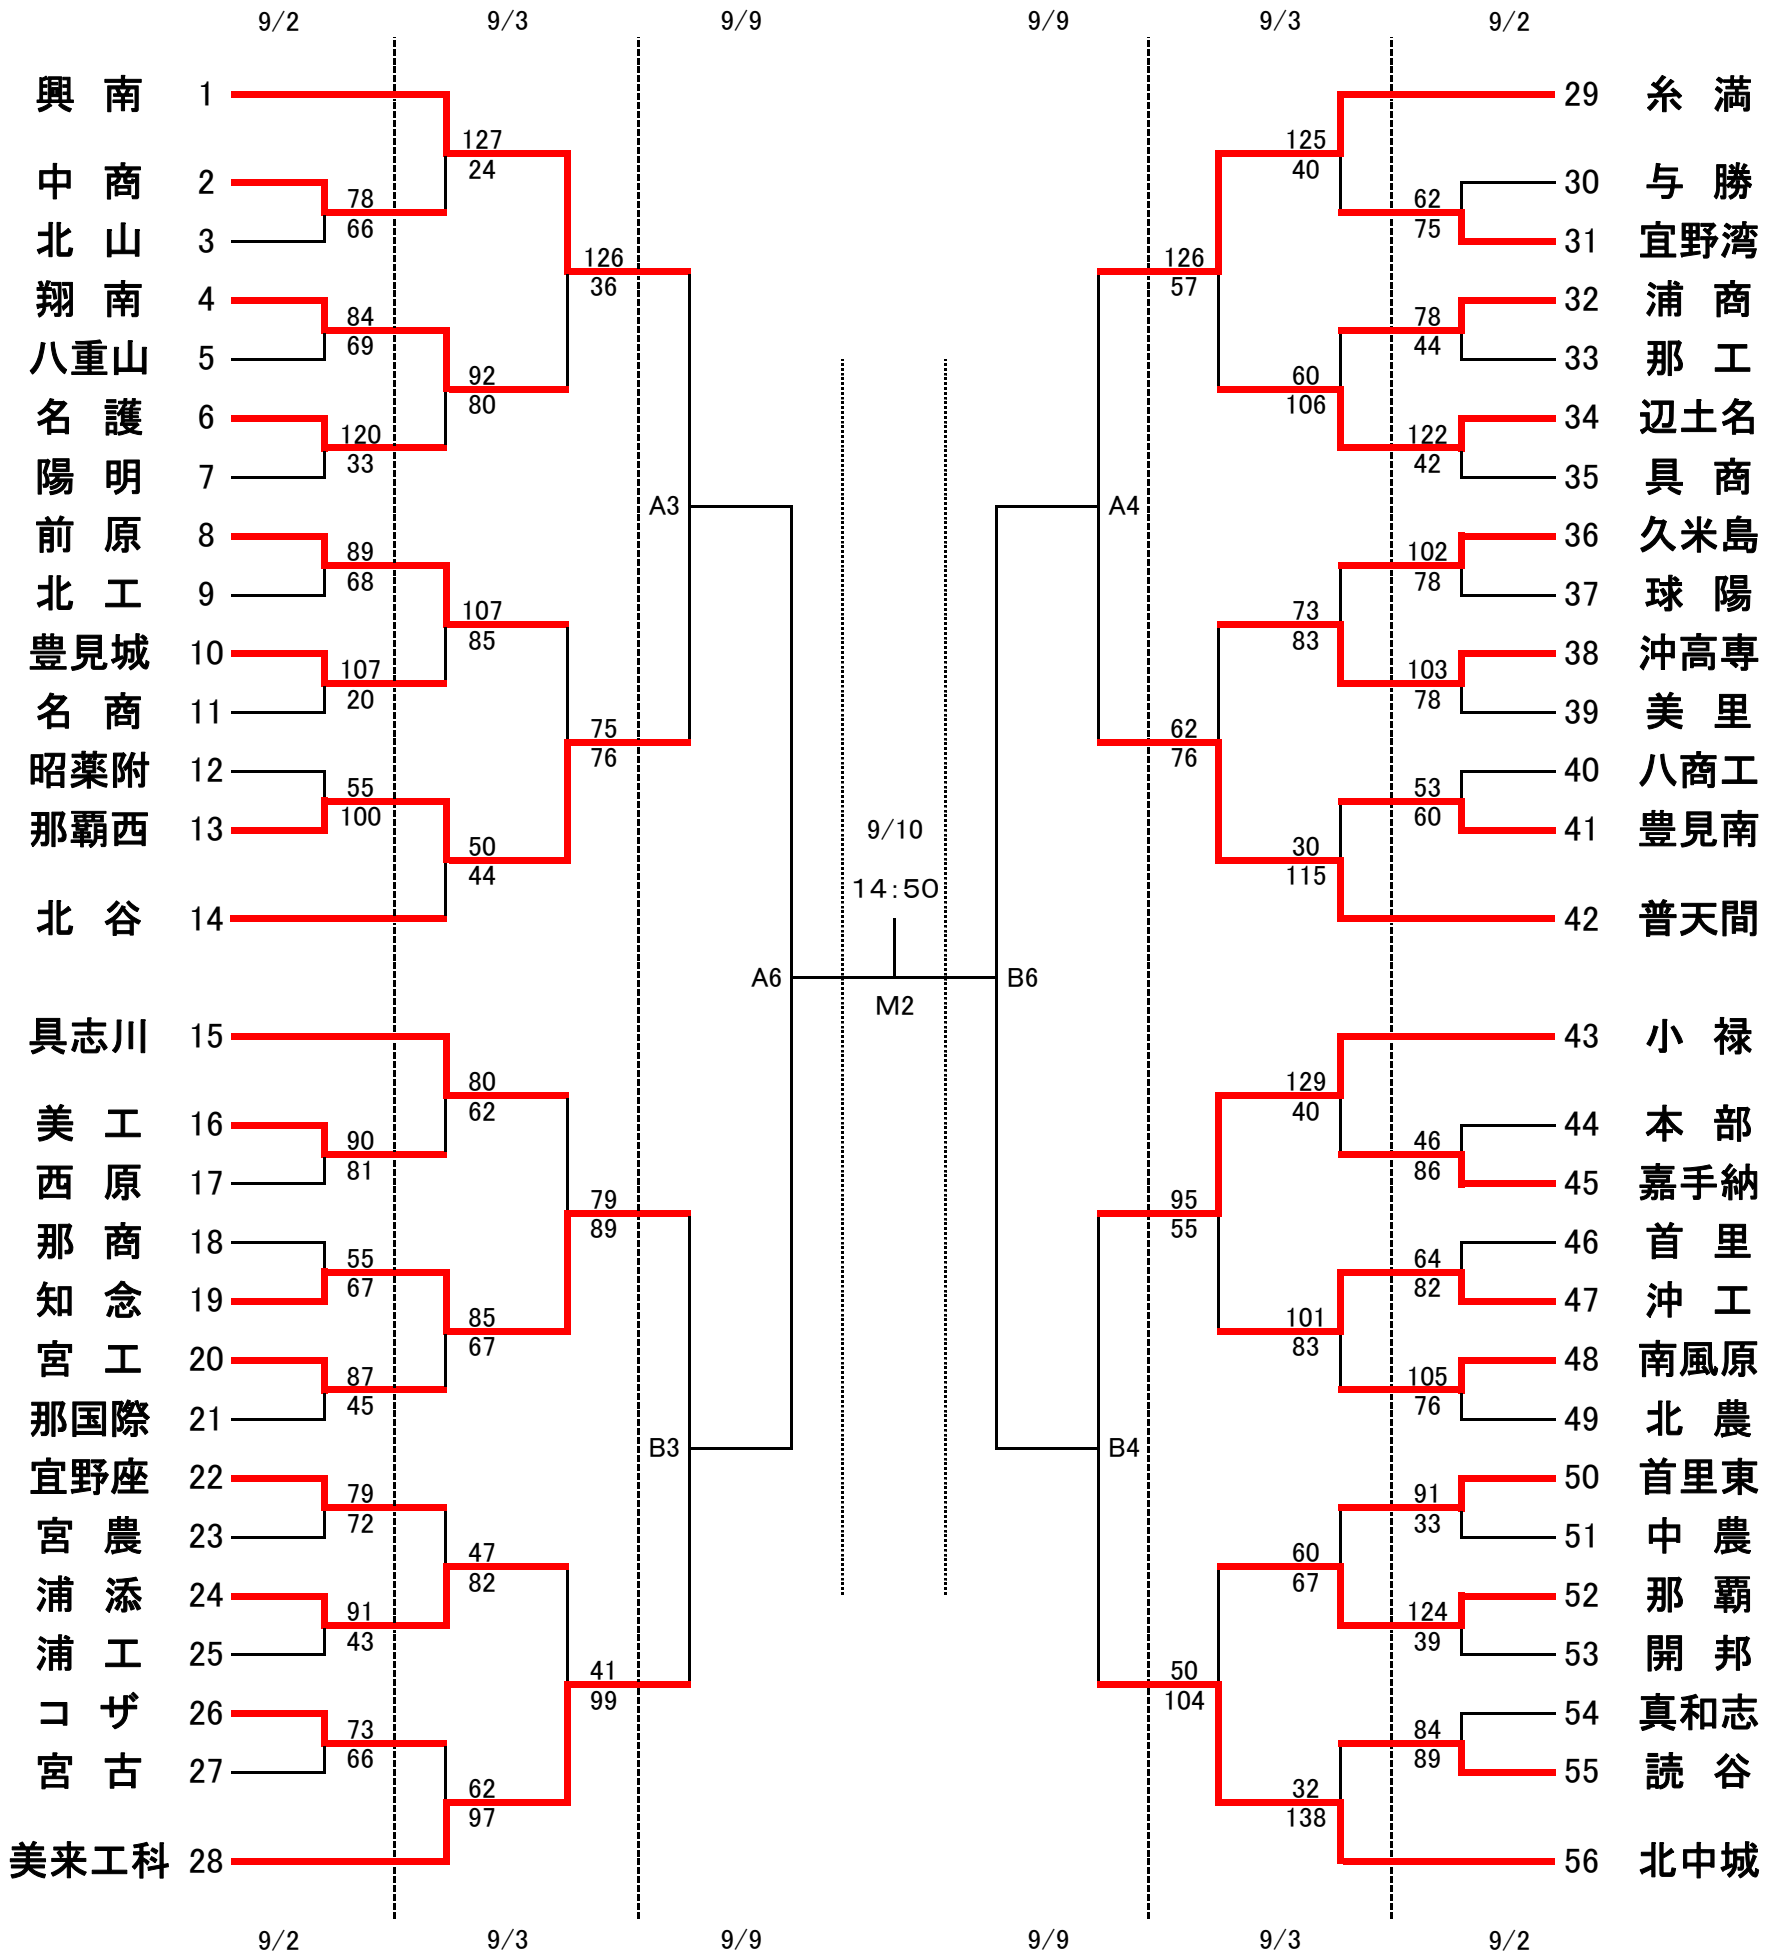 9/2 9/3 9/9 9/9 9/3 9/2
興南 1 29 糸満
127 125
24 40
中商 2 30 与勝
78 62
66 75
北山 3 31 宜野湾
126 126
36 57
翔南 4 32 浦商
84 78
69 44
八重山 5 33 那工
92 60
80 106
名護 6 34 辺土名
120 122
33 42
陽明 7 35 具商
A3 A4
前原 8 36 久米島
89 102
68 78
北工 9 37 球陽
107 73
85 83
豊見城 10 38 沖高専
107 103
20 78
名商 11 39 美里
75 62
76 76
昭薬附 12 40 八商工
55 53
100 60
那覇西 13 9/10 41 豊見南
50 30
44 115
14:50
北谷 14 42 普天間
A6 B6
M2
具志川 15 43 小禄
80 129
62 40
美工 16 44 本部
90 46
81 86
西原 17 45 嘉手納
79 95
89 55
那商 18 46 首里
55 64
67 82
知念 19 47 沖工
85 101
67 83
宮工 20 48 南風原
87 105
45 76
那国際 21 49 北農
B3 B4
宜野座 22 50 首里東
79 91
72 33
宮農 23 51 中農
47 60
82 67
浦添 24 52 那覇
91 124
43 39
浦工 25 53 開邦
41 50
99 104
コザ 26 54 真和志
73 84
66 89
宮古 27 55 読谷
62 32
97 138
美来工科 28 56 北中城
9/2 9/3 9/9 9/9 9/3 9/2